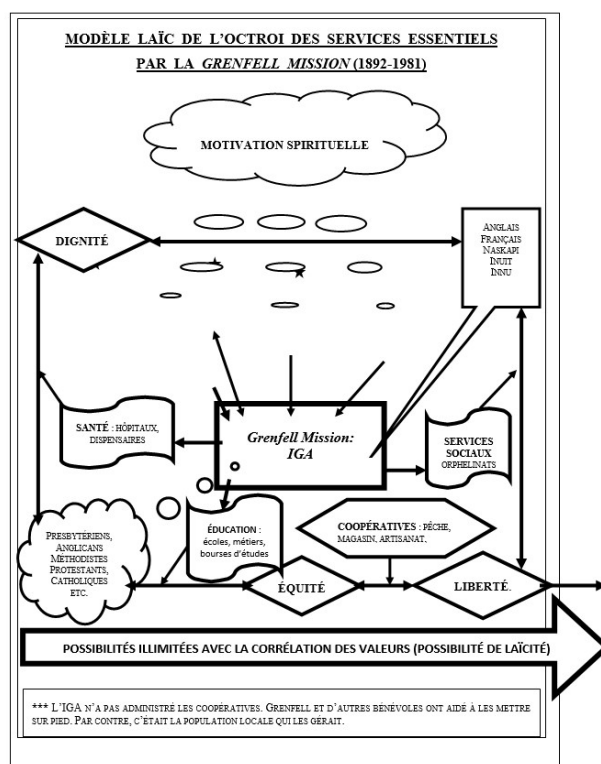 MODÈLE LAÏC DE L'OCTROI DES SERVICES ESSENTIELS
PAR LA GRENFELL MISSION (1892-1981)
MOTIVATION SPIRITUELLE
DIGNITÉ
ANGLAIS
FRANÇAIS
NASKAPI
INUIT
INNU
SANTÉ : HÔPITAUX,
DISPENSAIRES
Grenfell Mission:
IGA
SERVICES
SOCIAUX
ORPHELINATS
PRESBYTÉRIENS,
ANGLICANS
MÉTHODISTES
PROTESTANTS,
CATHOLIQUES
ETC.
ÉDUCATION :
écoles, métiers,
bourses d'études
COOPÉRATIVES : PÊCHE,
MAGASIN, ARTISANAT,
ÉQUITÉ
LIBERTÉ.
POSSIBILITÉS ILLIMITÉES AVEC LA CORRÉLATION DES VALEURS (POSSIBILITÉ DE LAÏCITÉ)
*** L'IGA N'A PAS ADMINISTRÉ LES COOPÉRATIVES. GRENFELL ET D'AUTRES BÉNÉVOLES ONT AIDÉ À LES METTRE
SUR PIED. PAR CONTRE, C'ÉTAIT LA POPULATION LOCALE QUI LES GÉRAIT.